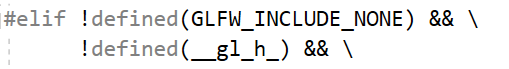 #elif !defined(GLFW_INCLUDE_NONE) && \
!defined(__gl_h_) && \